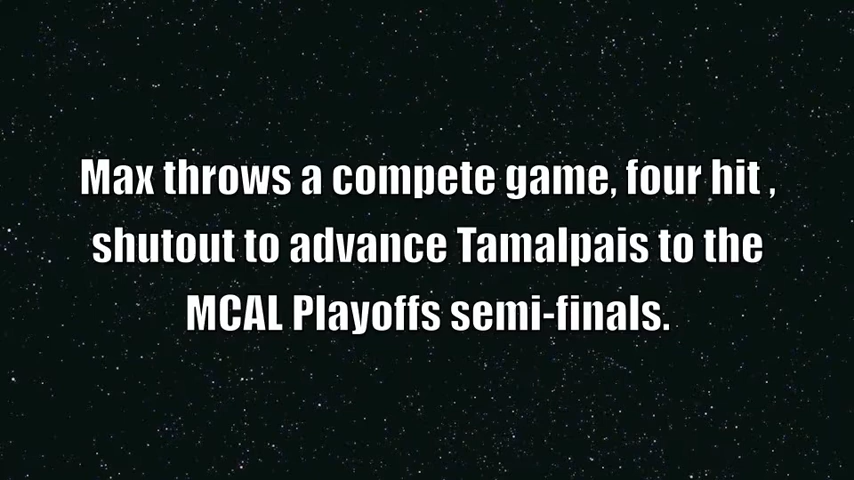 Max throws a compete game, four hit ,
shutout to advance Tamalpais to the
MCAL Playoffs semi-finals.